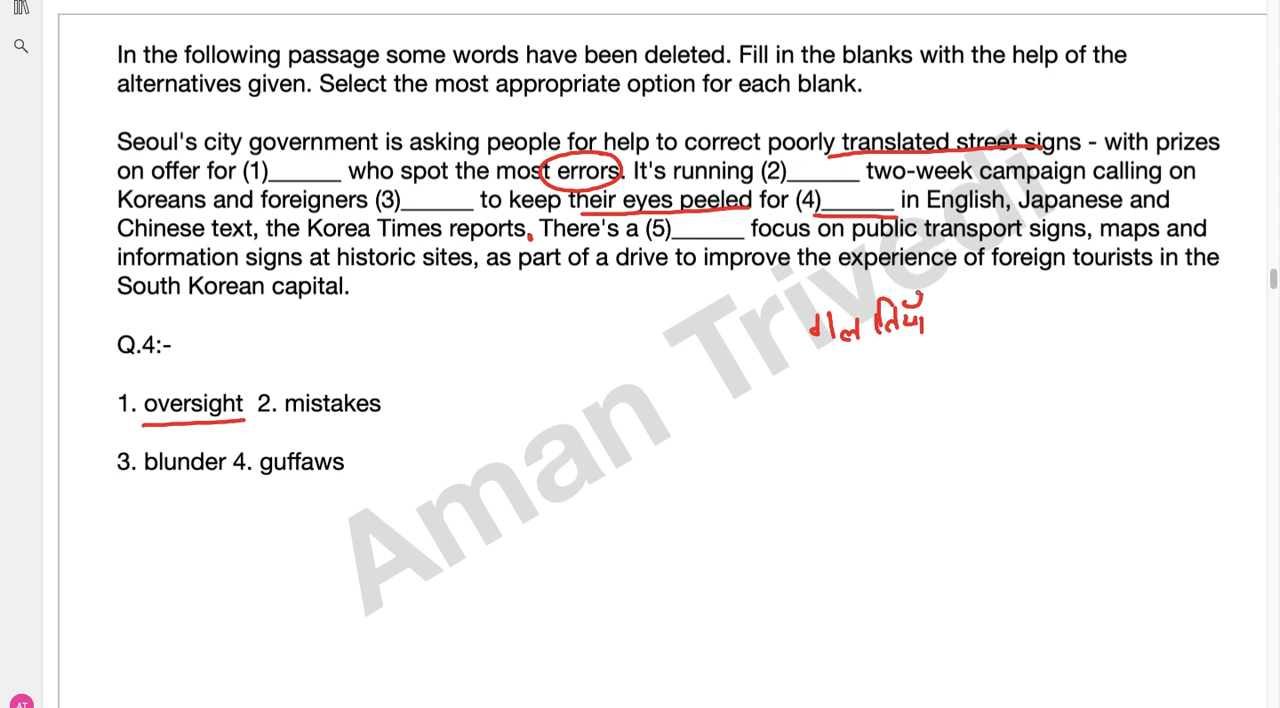 In the following passage some words have been deleted. Fill in the blanks with the help of the
alternatives given. Select the most appropriate option for each blank.
Seoul's city government is asking people for help to correct poorly translated street signs - with prizes
on offer for (1)______ who spot the most errors. It's running (2)______ two-week campaign calling on
Koreans and foreigners (3)______ to keep their eyes peeled for (4)______ in English, Japanese and
Chinese text, the Korea Times reports. There's a (5)______ focus on public transport signs, maps and
information signs at historic sites, as part of a drive to improve the experience of foreign tourists in the
South Korean capital.
गलतियाँ
Q.4:-
1. oversight 2. mistakes
3. blunder 4. guffaws
Aman Trivedi
AT